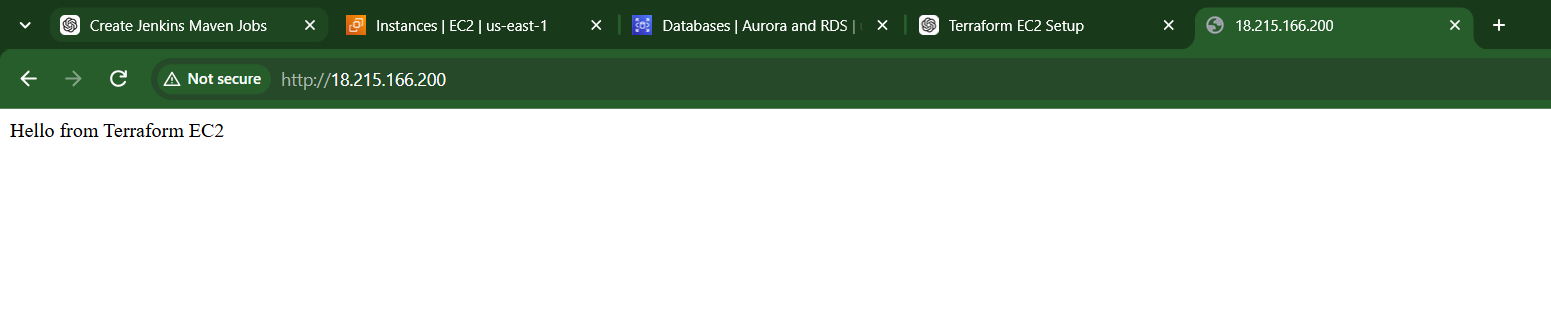 Create Jenkins Maven Jobs
Instances | EC2 | us-east-1
Databases | Aurora and RDS |
Terraform EC2 Setup
18.215.166.200
Not secure
http://18.215.166.200
Hello from Terraform EC2